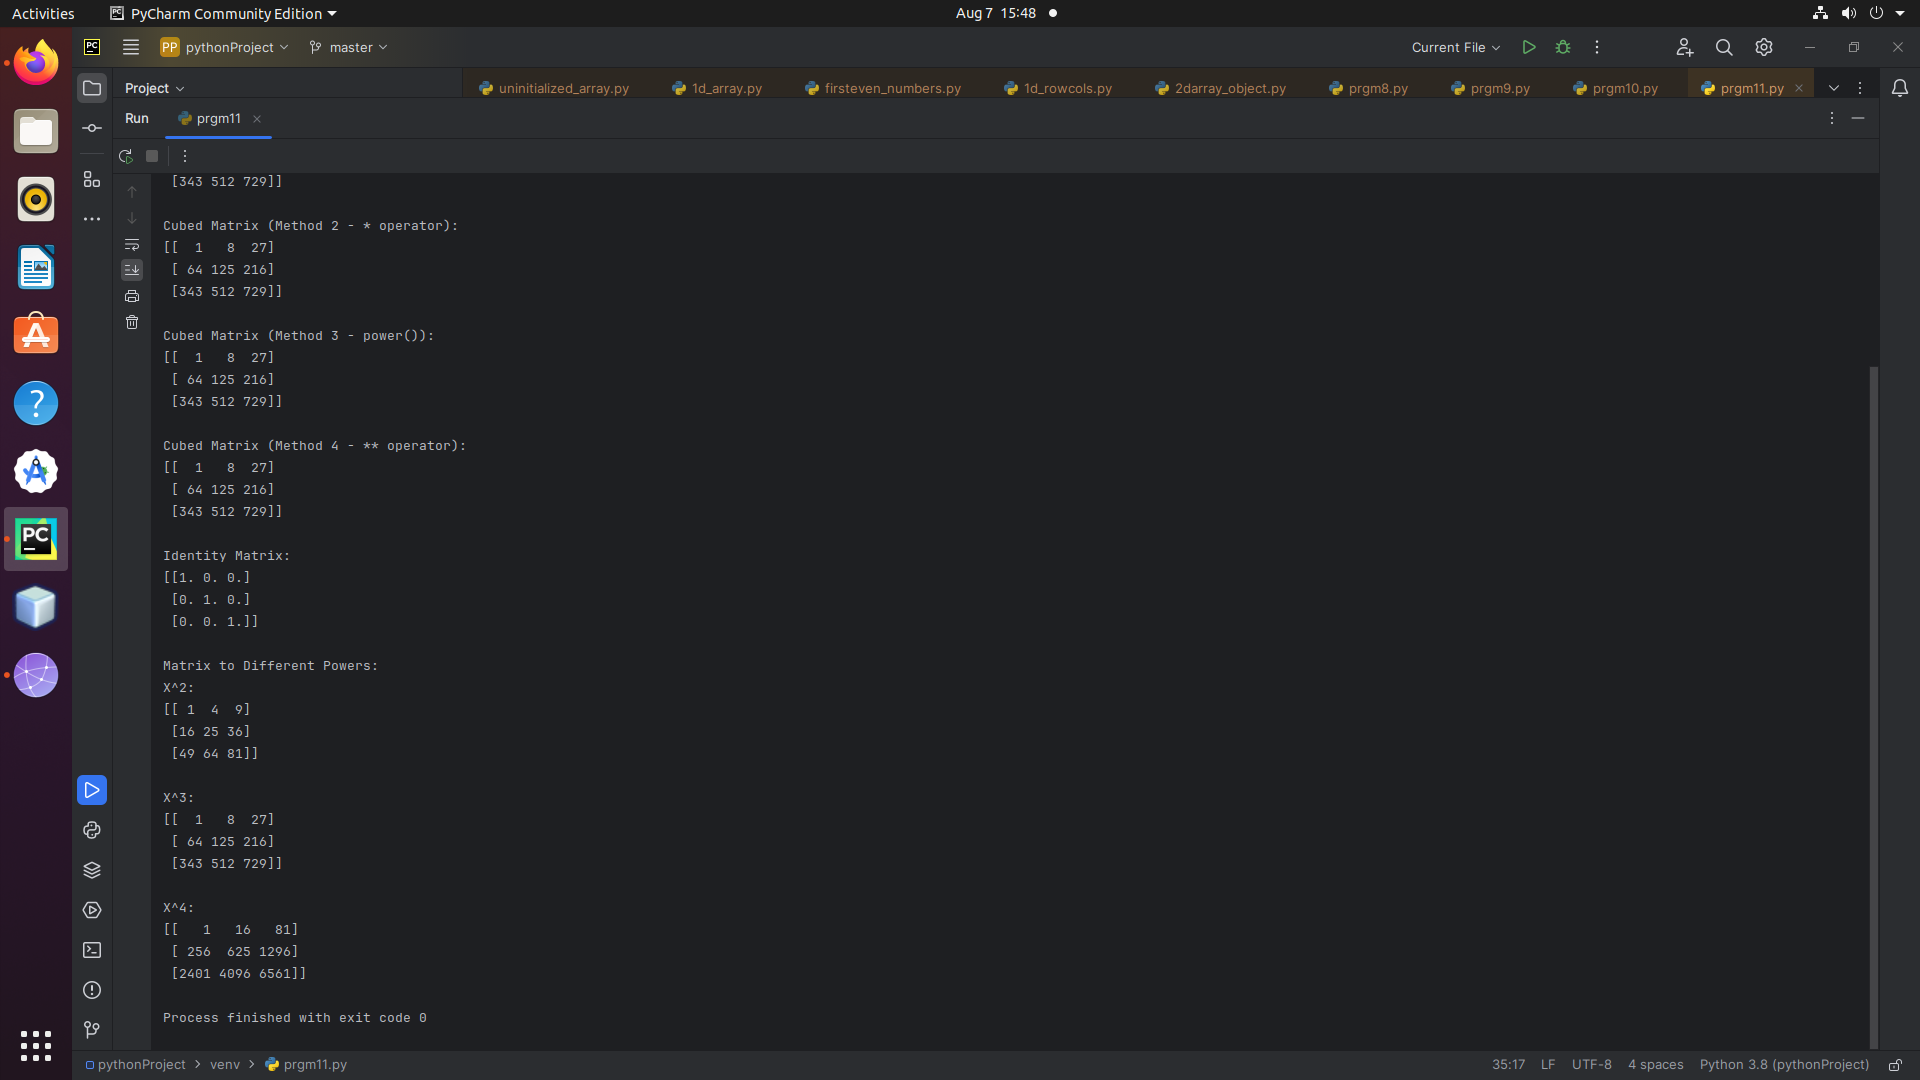 Activities
PyCharm Community Edition
Aug 7 15:48
PC
PP pythonProject
master
Current File
Project
uninitialized_array.py
1d_array.py
firsteven_numbers.py
1d_rowcols.py
2darray_object.py
prgm8.py
prgm9.py
prgm10.py
prgm11.py
Run
prgm11
[343 512 729]]
Cubed Matrix (Method 2 - * operator):
[[  1   8  27]
 [ 64 125 216]
 [343 512 729]]
Cubed Matrix (Method 3 - power()):
[[  1   8  27]
 [ 64 125 216]
 [343 512 729]]
Cubed Matrix (Method 4 - ** operator):
[[  1   8  27]
 [ 64 125 216]
 [343 512 729]]
Identity Matrix:
[[1. 0. 0.]
 [0. 1. 0.]
 [0. 0. 1.]]
Matrix to Different Powers:
X^2:
[[ 1  4  9]
 [16 25 36]
 [49 64 81]]
X^3:
[[  1   8  27]
 [ 64 125 216]
 [343 512 729]]
X^4:
[[   1   16   81]
 [ 256  625 1296]
 [2401 4096 6561]]
Process finished with exit code 0
PC
pythonProject > venv > prgm11.py
35:17
LF
UTF-8
4 spaces
Python 3.8 (pythonProject)